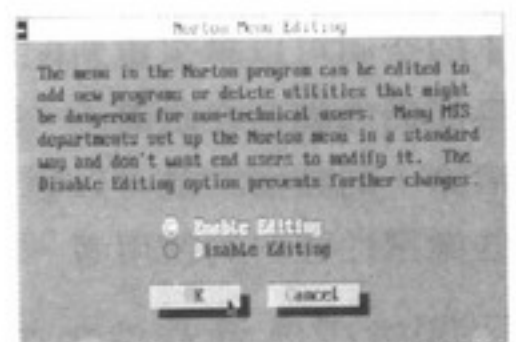 Norton Menu Editing
The menu in the Norton program can be edited to
add new programs or delete utilities that might
be dangerous for non-technical users. Many MIS
departments set up the Norton menu in a standard
way and don't want end users to modify it. The
Disable Editing option prevents further changes.
Enable Editing
Disable Editing
OK Cancel